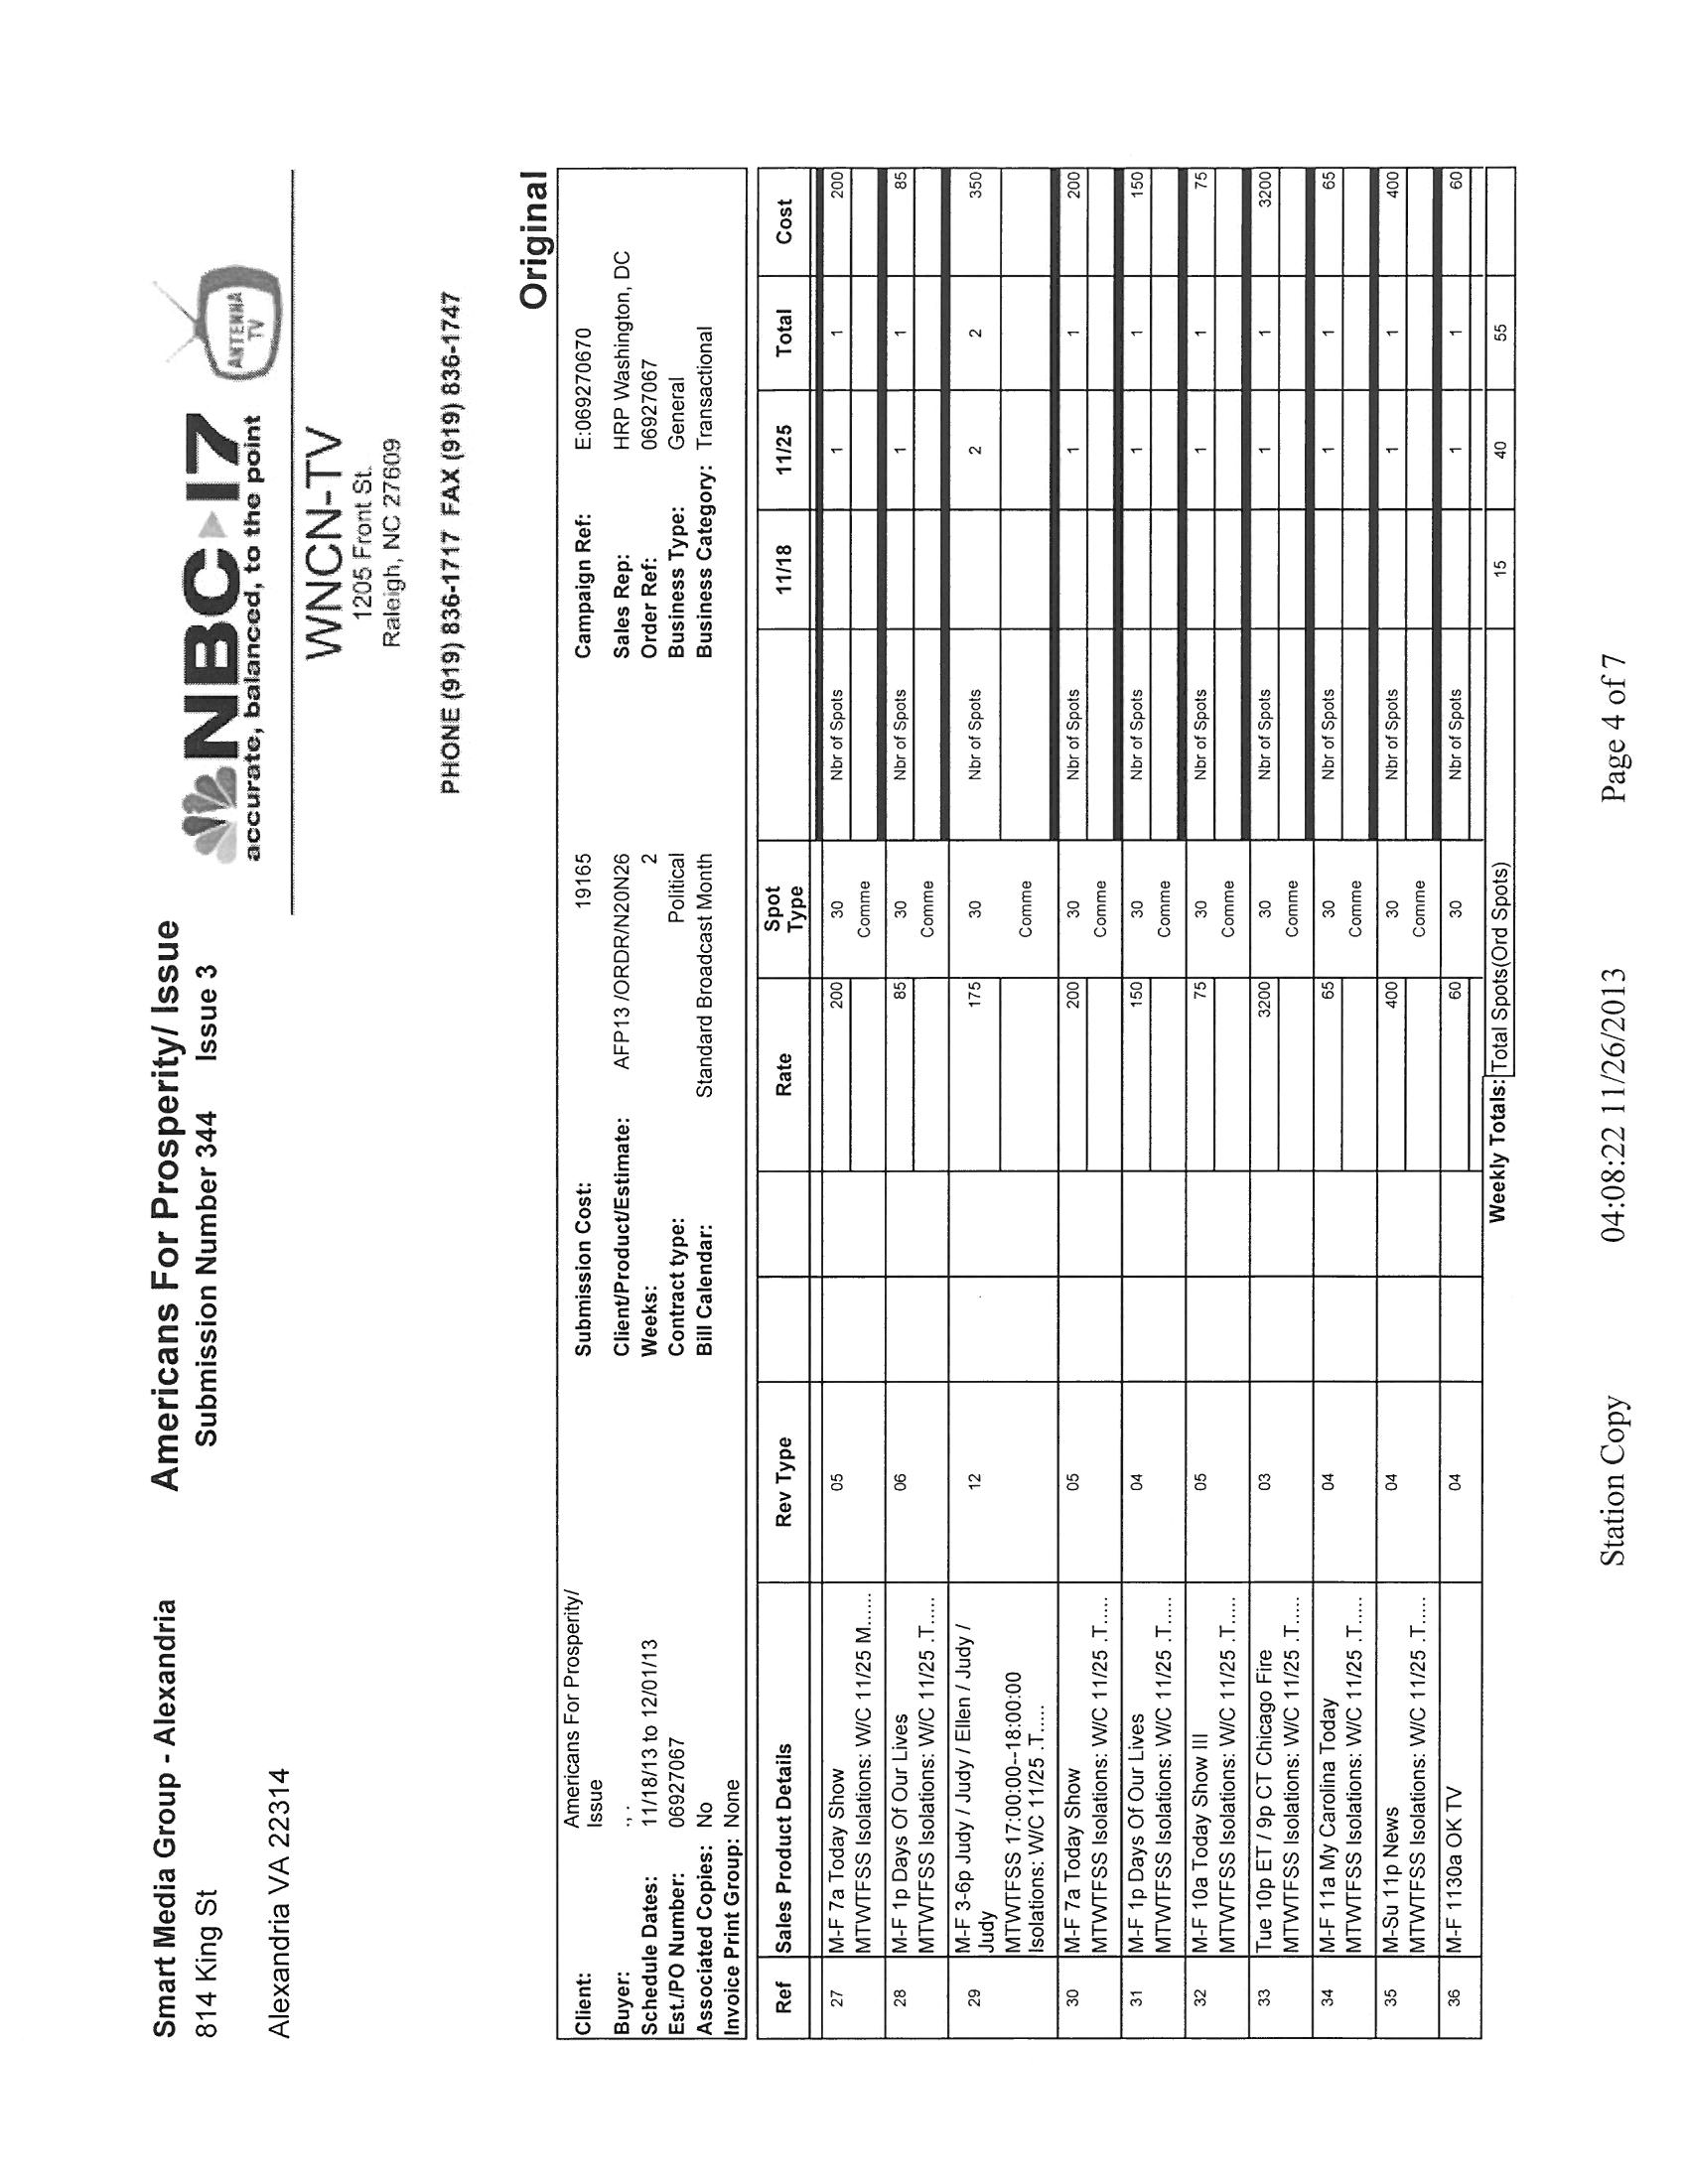 Smart Media Group - Alexandria
814 King St
Alexandria VA 22314
Americans For Prosperity/ Issue
Submission Number 344 Issue 3
NBC 17
accurate, balanced, to the point
ANTENNA
TV
WNCN-TV
1205 Front St.
Raleigh, NC 27609
PHONE (919) 836-1717 FAX (919) 836-1747
Original
Client: Americans For Prosperity/ Submission Cost: 19165 Campaign Ref: E:069270670
Issue
Buyer: , . Client/Product/Estimate: AFP13 /ORDR/N20N26 Sales Rep: HRP Washington, DC
Schedule Dates: 11/18/13 to 12/01/13 Weeks: 2 Order Ref: 06927067
Est./PO Number: 06927067 Contract type: Political Business Type: General
Associated Copies: No Bill Calendar: Standard Broadcast Month Business Category: Transactional
Invoice Print Group: None
Ref Sales Product Details Rev Type Rate Spot Type 11/18 11/25 Total Cost
27 M-F 7a Today Show 05 200 30 Nbr of Spots 1 1 200
MTWTFSS Isolations: W/C 11/25 M...... Comme
28 M-F 1p Days Of Our Lives 06 85 30 Nbr of Spots 1 1 85
MTWTFSS Isolations: W/C 11/25 .T..... Comme
29 M-F 3-6p Judy / Judy / Ellen / Judy / 12 175 30 Nbr of Spots 2 2 350
Judy
MTWTFSS 17:00:00--18:00:00 Comme
Isolations: W/C 11/25 .T.....
30 M-F 7a Today Show 05 200 30 Nbr of Spots 1 1 200
MTWTFSS Isolations: W/C 11/25 .T..... Comme
31 M-F 1p Days Of Our Lives 04 150 30 Nbr of Spots 1 1 150
MTWTFSS Isolations: W/C 11/25 .T..... Comme
32 M-F 10a Today Show III 05 75 30 Nbr of Spots 1 1 75
MTWTFSS Isolations: W/C 11/25 .T..... Comme
33 Tue 10p ET / 9p CT Chicago Fire 03 3200 30 Nbr of Spots 1 1 3200
MTWTFSS Isolations: W/C 11/25 .T..... Comme
34 M-F 11a My Carolina Today 04 65 30 Nbr of Spots 1 1 65
MTWTFSS Isolations: W/C 11/25 .T..... Comme
35 M-Su 11p News 04 400 30 Nbr of Spots 1 1 400
MTWTFSS Isolations: W/C 11/25 .T..... Comme
36 M-F 1130a OK TV 04 60 30 Nbr of Spots 1 1 60
Weekly Totals: Total Spots(Ord Spots) 15 40 55
Station Copy 04:08:22 11/26/2013 Page 4 of 7